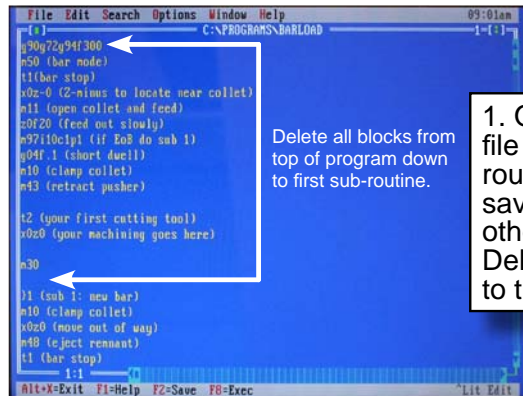 File Edit Search Options Window Help 09:01am
C:\PROGRAMS\BARLOAD 1
g90g72g94f300
m50 (bar mode)
t1(bar stop)
x0z-0 (Z-minus to locate near collet)
m11 (open collet and feed)
z0f20 (feed out slowly)
m97l10c1p1 (if EoB do sub 1)
g04f.1 (short dwell)
m10 (clamp collet)
m43 (retract pusher)
t2 (your first cutting tool)
x0z0 (your machining goes here)
m30
)1 (sub 1: new bar)
m10 (clamp collet)
x0z0 (move out of way)
m48 (eject remnant)
t1 (bar stop)
1:1
Alt+X=Exit F1=Help F2=Save F8=Exec ^Lit Edit
Delete all blocks from
top of program down
to first sub-routine.
1.
file
rou
sav
oth
Del
to t